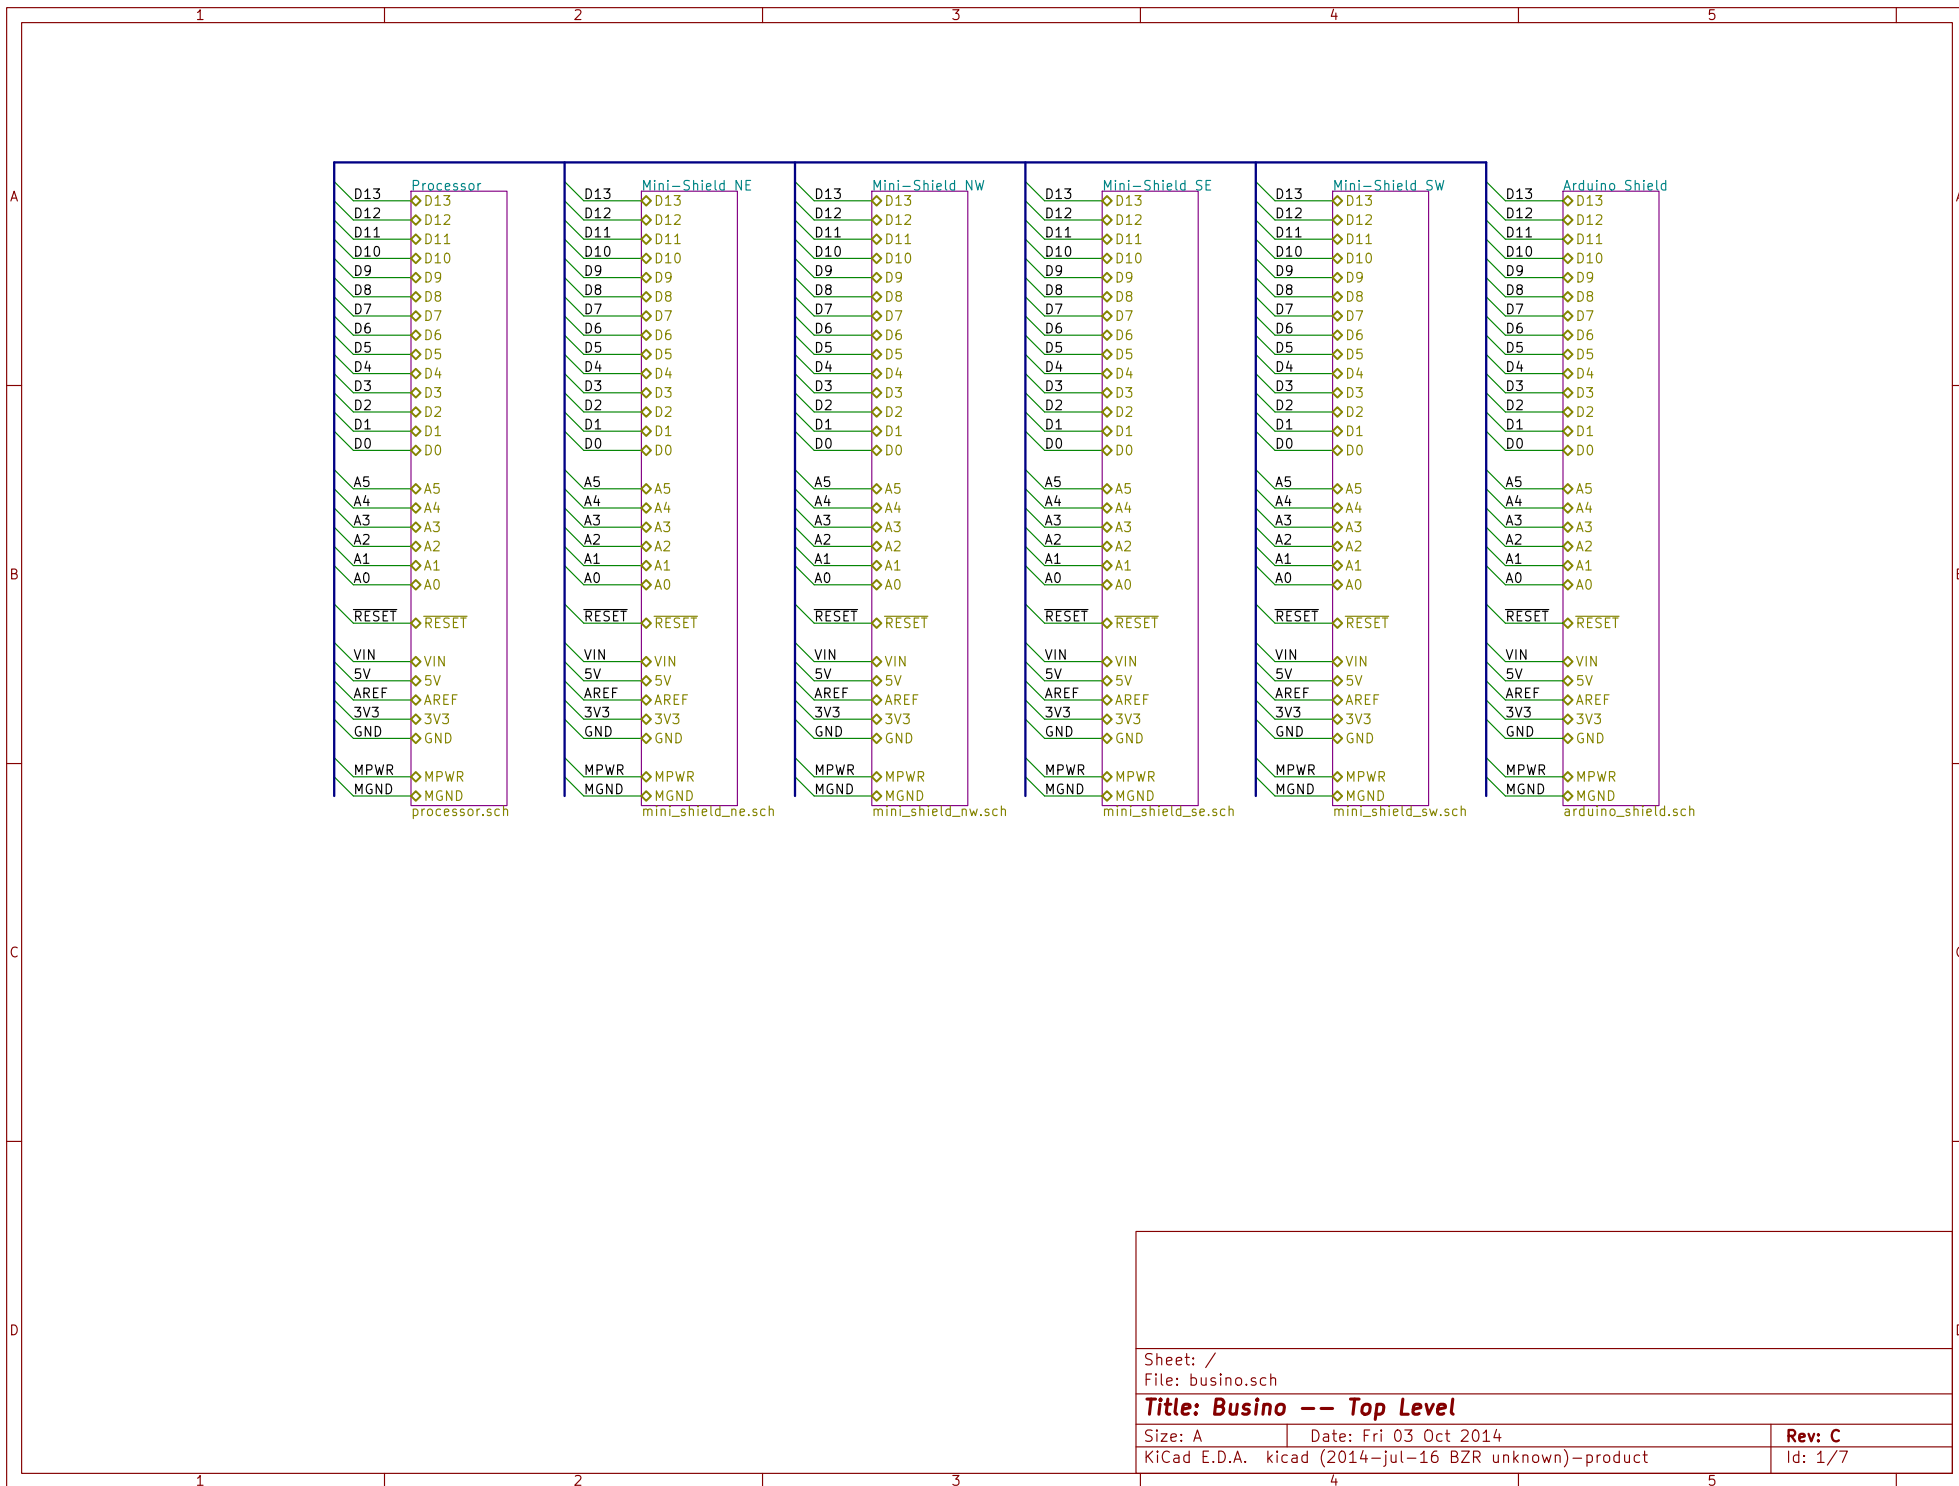 1 2 3 4 5
A A
Processor Mini-Shield NE Mini-Shield NW Mini-Shield SE Mini-Shield SW Arduino Shield
D13 D13 D13 D13 D13 D13 D13 D13 D13 D13 D13 D13
D12 D12 D12 D12 D12 D12 D12 D12 D12 D12 D12 D12
D11 D11 D11 D11 D11 D11 D11 D11 D11 D11 D11 D11
D10 D10 D10 D10 D10 D10 D10 D10 D10 D10 D10 D10
D9 D9 D9 D9 D9 D9 D9 D9 D9 D9 D9 D9
D8 D8 D8 D8 D8 D8 D8 D8 D8 D8 D8 D8
D7 D7 D7 D7 D7 D7 D7 D7 D7 D7 D7 D7
D6 D6 D6 D6 D6 D6 D6 D6 D6 D6 D6 D6
D5 D5 D5 D5 D5 D5 D5 D5 D5 D5 D5 D5
D4 D4 D4 D4 D4 D4 D4 D4 D4 D4 D4 D4
D3 D3 D3 D3 D3 D3 D3 D3 D3 D3 D3 D3
D2 D2 D2 D2 D2 D2 D2 D2 D2 D2 D2 D2
D1 D1 D1 D1 D1 D1 D1 D1 D1 D1 D1 D1
D0 D0 D0 D0 D0 D0 D0 D0 D0 D0 D0 D0
A5 A5 A5 A5 A5 A5 A5 A5 A5 A5 A5 A5
A4 A4 A4 A4 A4 A4 A4 A4 A4 A4 A4 A4
A3 A3 A3 A3 A3 A3 A3 A3 A3 A3 A3 A3
A2 A2 A2 A2 A2 A2 A2 A2 A2 A2 A2 A2
A1 A1 A1 A1 A1 A1 A1 A1 A1 A1 A1 A1
B
A0 A0 A0 A0 A0 A0 A0 A0 A0 A0 A0 A0
RESET RESET RESET RESET RESET RESET RESET RESET RESET RESET RESET RESET
VIN VIN VIN VIN VIN VIN VIN VIN VIN VIN VIN VIN
5V 5V 5V 5V 5V 5V 5V 5V 5V 5V 5V 5V
AREF AREF AREF AREF AREF AREF AREF AREF AREF AREF AREF AREF
3V3 3V3 3V3 3V3 3V3 3V3 3V3 3V3 3V3 3V3 3V3 3V3
GND GND GND GND GND GND GND GND GND GND GND GND
MPWR MPWR MPWR MPWR MPWR MPWR MPWR MPWR MPWR MPWR MPWR MPWR
MGND MGND MGND MGND MGND MGND MGND MGND MGND MGND MGND MGND
processor.sch mini_shield_ne.sch mini_shield_nw.sch mini_shield_se.sch mini_shield_sw.sch arduino_shield.sch
C
D
Sheet: /
File: busino.sch
Title: Busino -- Top Level
Size: A Date: Fri 03 Oct 2014 Rev: C
KiCad E.D.A. kicad (2014-jul-16 BZR unknown)-product Id: 1/7
1 2 3 4 5